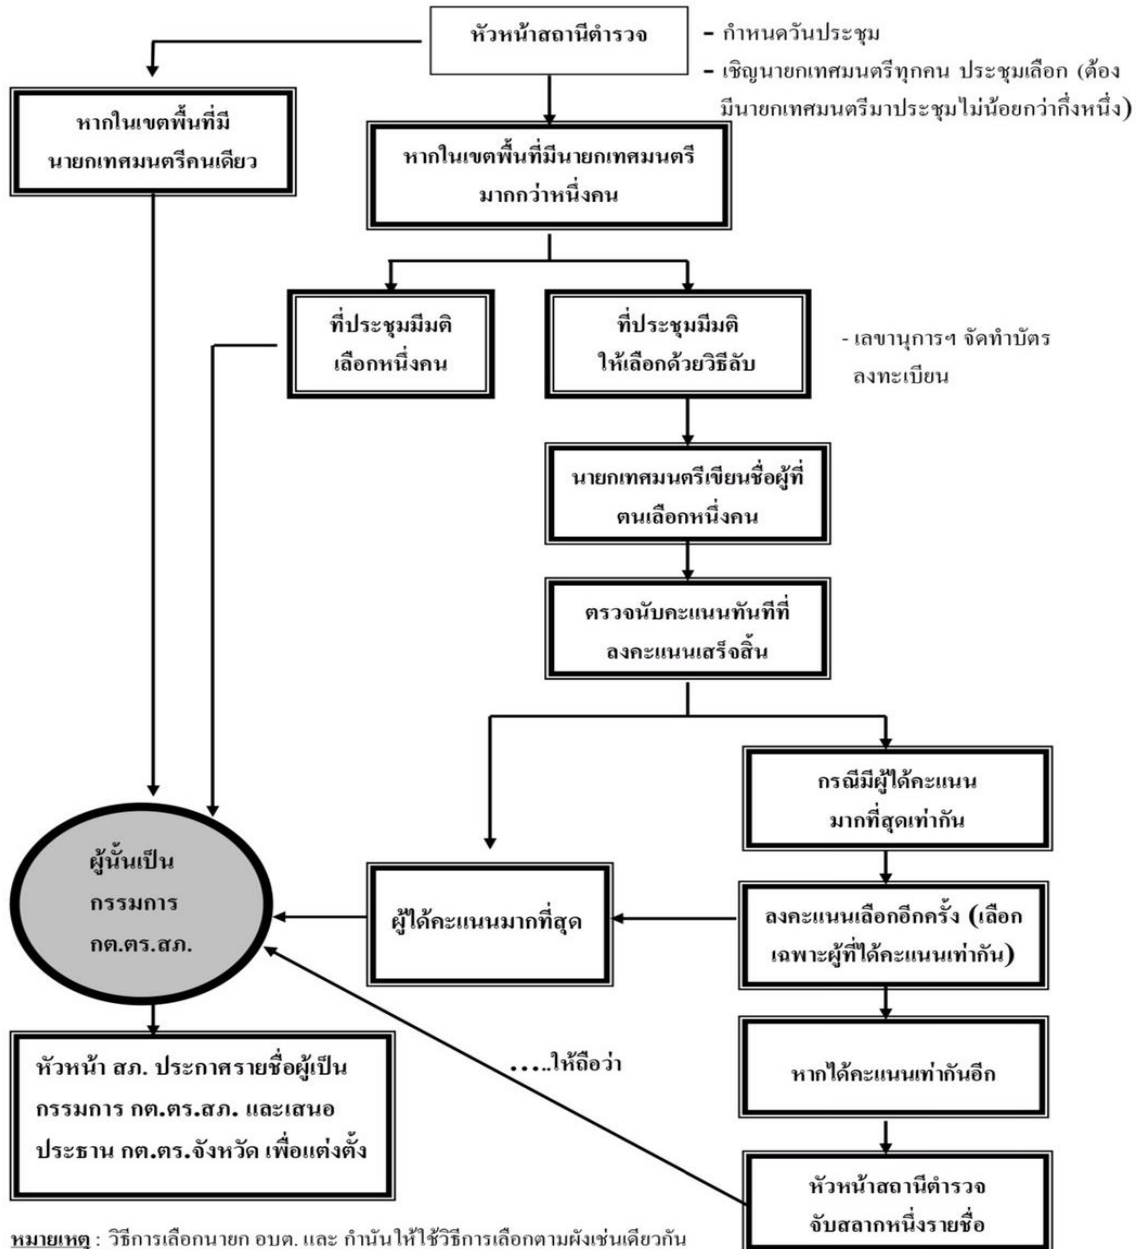 หัวหน้าสถานีตำรวจ
- กำหนดวันประชุม
- เชิญนายกเทศมนตรีทุกคน ประชุมเลือก (ต้อง
มีนายกเทศมนตรีมาประชุมไม่น้อยกว่ากึ่งหนึ่ง)
หากในเขตพื้นที่มี
นายกเทศมนตรีคนเดียว
หากในเขตพื้นที่มีนายกเทศมนตรี
มากกว่าหนึ่งคน
ที่ประชุมมีมติ
เลือกหนึ่งคน
ที่ประชุมมีมติ
ให้เลือกด้วยวิธีลับ
- เลขานุการฯ จัดทำบัตร
ลงทะเบียน
นายกเทศมนตรีเขียนชื่อผู้ที่
ตนเลือกหนึ่งคน
ตรวจนับคะแนนทันทีที่
ลงคะแนนเสร็จสิ้น
กรณีมีผู้ได้คะแนน
มากที่สุดเท่ากัน
ผู้นั้นเป็น
กรรมการ
กต.ตร.สภ.
ผู้ได้คะแนนมากที่สุด
ลงคะแนนเลือกอีกครั้ง (เลือก
เฉพาะผู้ที่ได้คะแนนเท่ากัน)
หัวหน้า สภ. ประกาศรายชื่อผู้เป็น
กรรมการ กต.ตร.สภ. และเสนอ
ประธาน กต.ตร.จังหวัด เพื่อแต่งตั้ง
.....ให้ถือว่า
หากได้คะแนนเท่ากันอีก
หัวหน้าสถานีตำรวจ
จับสลากหนึ่งรายชื่อ
หมายเหตุ : วิธีการเลือกนายก อบต. และ กำนันให้ใช้วิธีการเลือกตามผังเช่นเดียวกัน